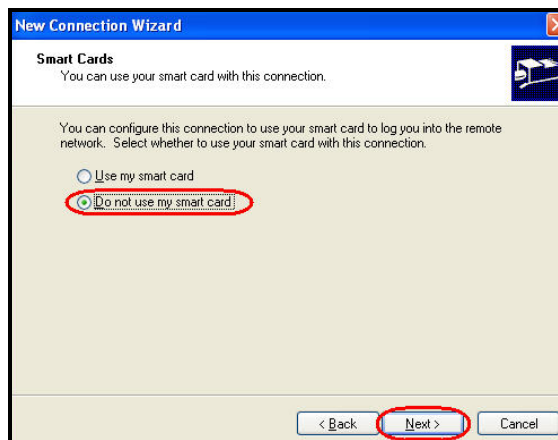 New Connection Wizard
Smart Cards
You can use your smart card with this connection.
You can configure this connection to use your smart card to log you into the remote
network. Select whether to use your smart card with this connection.
Use my smart card
Do not use my smart card
< Back Next > Cancel